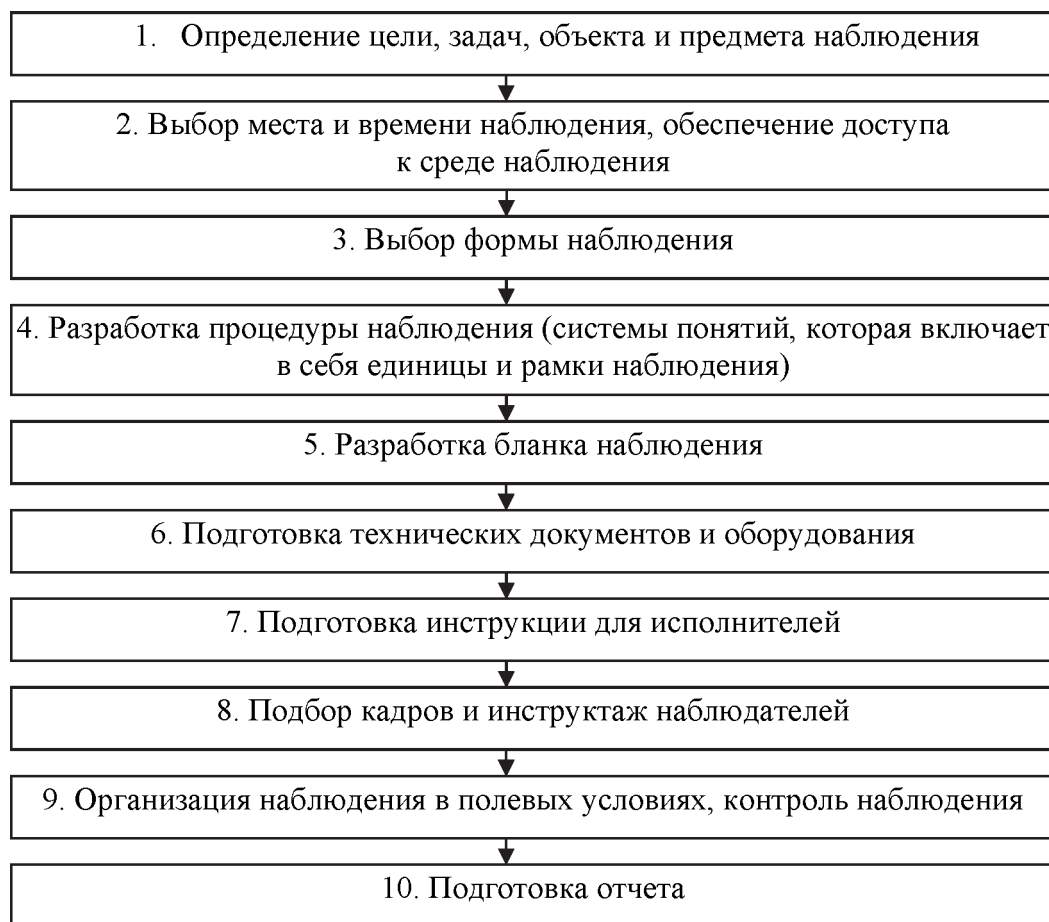 1. Определение цели, задач, объекта и предмета наблюдения
2. Выбор места и времени наблюдения, обеспечение доступа
к среде наблюдения
3. Выбор формы наблюдения
4. Разработка процедуры наблюдения (системы понятий, которая включает
в себя единицы и рамки наблюдения)
5. Разработка бланка наблюдения
6. Подготовка технических документов и оборудования
7. Подготовка инструкции для исполнителей
8. Подбор кадров и инструктаж наблюдателей
9. Организация наблюдения в полевых условиях, контроль наблюдения
10. Подготовка отчета